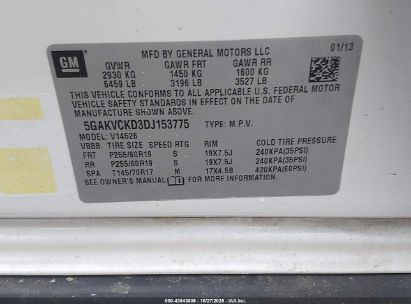 GM
MFD BY GENERAL MOTORS LLC
01/13
GVWR GAWR FRT GAWR RR
2930 KG 1450 KG 1600 KG
6459 LB 3196 LB 3527 LB
THIS VEHICLE CONFORMS TO ALL APPLICABLE U.S. FEDERAL MOTOR
VEHICLE SAFETY STANDARDS IN EFFECT ON THE DATE OF
MANUFACTURE SHOWN ABOVE.
5GAKVCKD3DJ153775 TYPE: M.P.V.
MODEL: V14526
VBBB TIRE SIZE SPEED RTG RIM COLD TIRE PRESSURE
FRT P255/60R19 S 19X7.5J 240KPA(35PSI)
RR P255/60R19 S 19X7.5J 240KPA(35PSI)
SPA T145/70R17 M 17X4.5B 420KPA(60PSI)
SEE OWNER'S MANUAL FOR MORE INFORMATION.